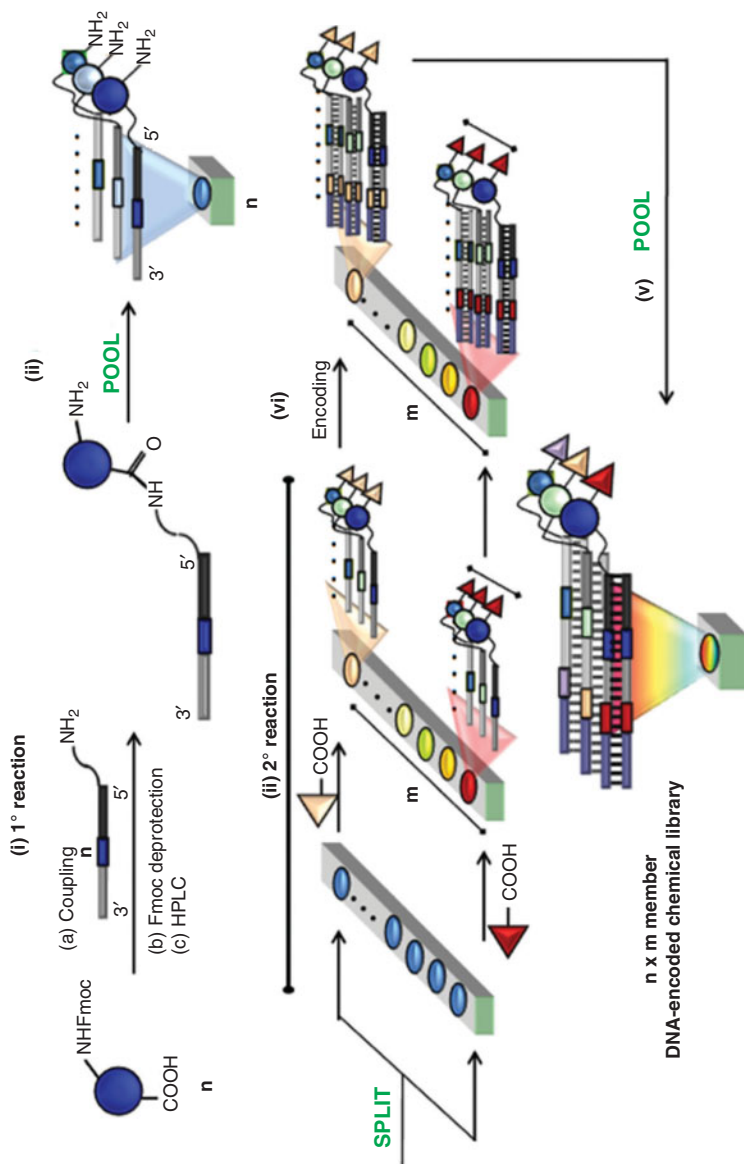 (i) 1° reaction
NHFmoc
COOH
n
(a) Coupling
n
NH2
3′
5′
(b) Fmoc deprotection
(c) HPLC
NH2
O
NH
5′
3′
(ii)
POOL
NH2
NH2
NH2
5′
3′
n
SPLIT
(ii) 2° reaction
COOH
COOH
m
(vi)
Encoding
m
(v)
POOL
n x m member
DNA-encoded chemical library